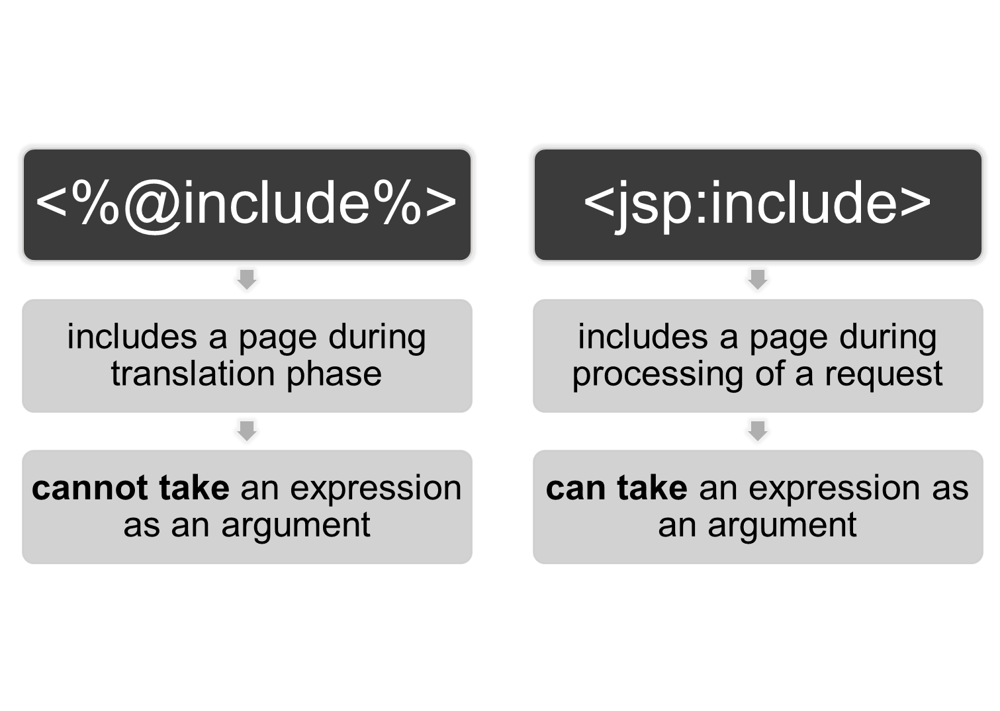 <%@include%>
includes a page during
translation phase
cannot take an expression
as an argument
<jsp:include>
includes a page during
processing of a request
can take an expression as
an argument